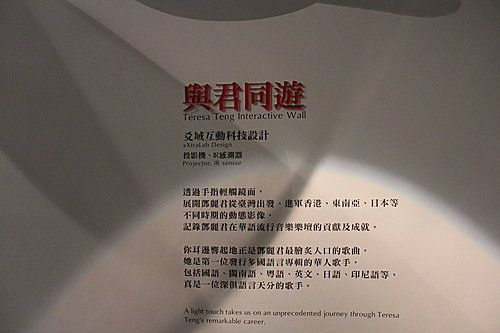 與君同遊
Teresa Teng Interactive Wall
爻域互動科技設計
xXtraLab Design
投影機、IR感測器
Projector, IR sensor
透過手指輕觸鏡面，
展開鄧麗君從臺灣出發、進軍香港、東南亞、日本等
不同時期的動態影像，
記錄鄧麗君在華語流行音樂樂壇的貢獻及成就。
你耳邊響起地正是鄧麗君最膾炙人口的歌曲，
她是第一位發行多國語言專輯的華人歌手，
包括國語、閩南語、粵語、英文、日語、印尼語等，
真是一位深俱語言天分的歌手。
A light touch takes us on an unprecedented journey through Teresa
Teng's remarkable career.